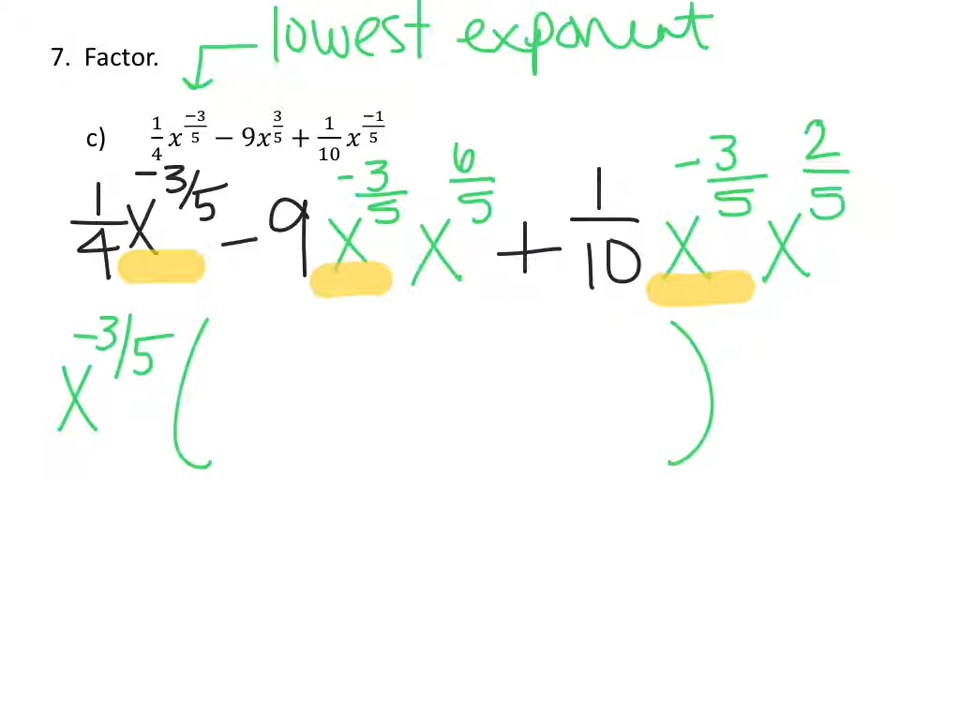 lowest exponent
7. Factor.
c) 1/4 x^(-3/5) − 9x^(3/5) + 1/10 x^(-1/5)
1/4 x^(-3/5) − 9 x^(-3/5) x^(6/5) + 1/10 x^(-3/5) x^(2/5)
x^(-3/5) ( )